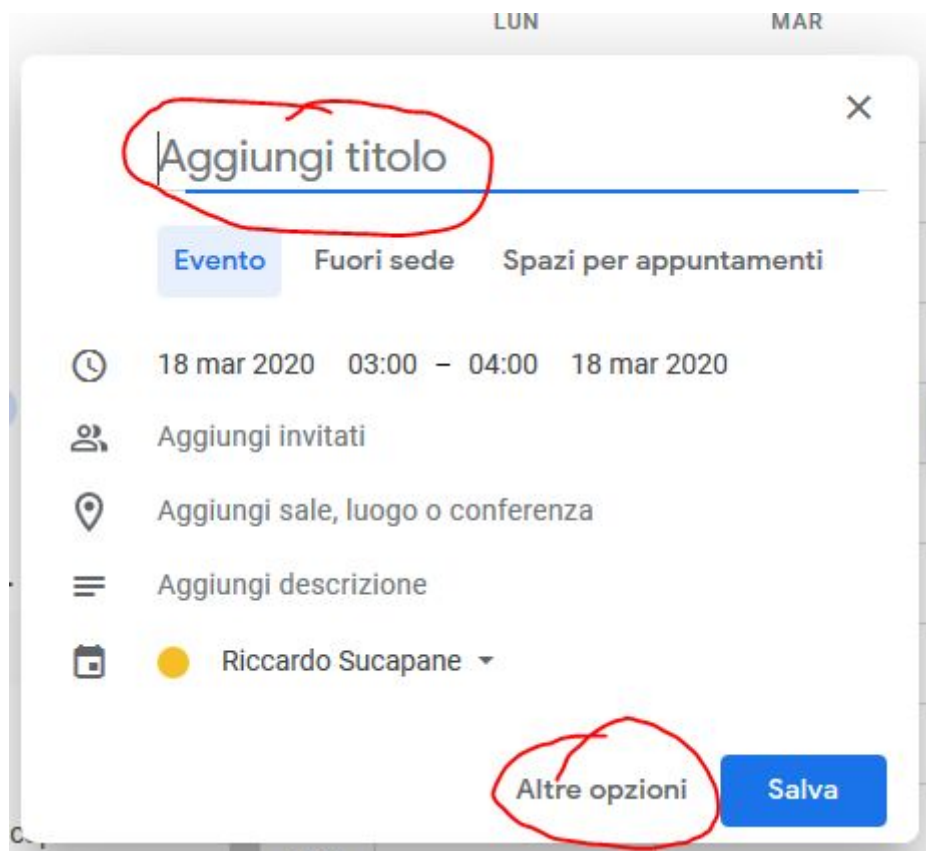 LUN MAR
Aggiungi titolo
Evento Fuori sede Spazi per appuntamenti
18 mar 2020 03:00 – 04:00 18 mar 2020
Aggiungi invitati
Aggiungi sale, luogo o conferenza
Aggiungi descrizione
Riccardo Sucapane
Altre opzioni Salva